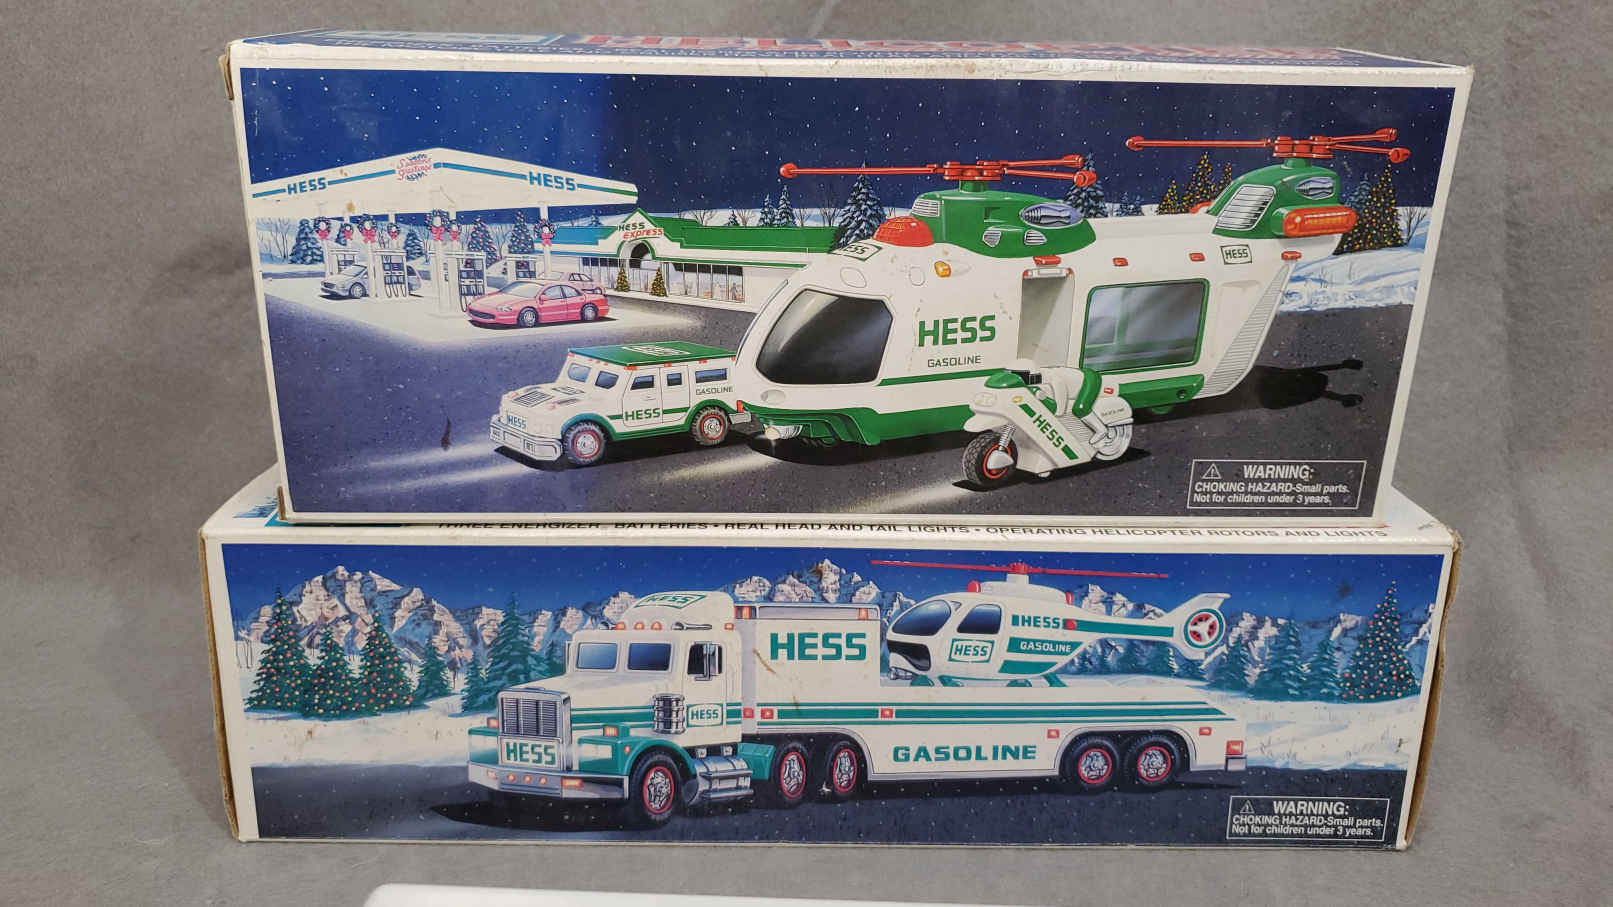 HESS
Season's
Greetings!
HESS
HESS
EXPRESS
HESS
HESS
HESS
GASOLINE
HESS
HESS
GASOLINE
HESS
WARNING:
CHOKING HAZARD-Small parts.
Not for children under 3 years.
THREE ENERGIZER® BATTERIES • REAL HEAD AND TAIL LIGHTS • OPERATING HELICOPTER ROTORS AND LIGHTS
HESS
HESS
HESS
GASOLINE
HESS
HESS
HESS
GASOLINE
WARNING:
CHOKING HAZARD-Small parts.
Not for children under 3 years.